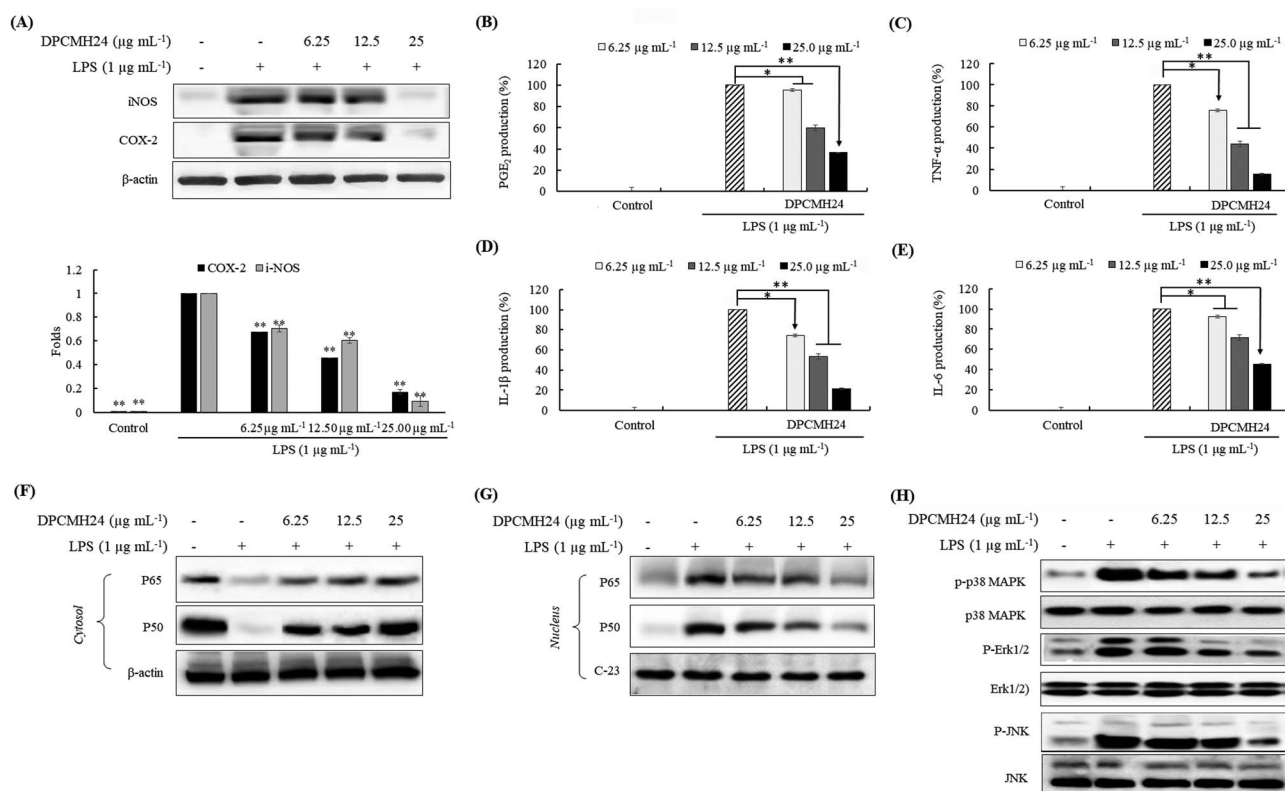 (A)
DPCMH24 (µg mL-1) - - 6.25 12.5 25
LPS (1 µg mL-1) - + + + +
iNOS
COX-2
β-actin
COX-2 i-NOS
Folds
1.2
1
0.8
0.6
0.4
0.2
0
** **
** **
** **
** **
Control
6.25µg mL-1 12.50 µg mL-1 25.00 µg mL-1
LPS (1 µg mL-1)
(B)
6.25 µg mL-1 12.5 µg mL-1 25.0 µg mL-1
PGE2 production (%)
120
100
80
60
40
20
0
**
*
Control
DPCMH24
LPS (1 µg mL-1)
(C)
6.25 µg mL-1 12.5 µg mL-1 25.0 µg mL-1
TNF-α production (%)
120
100
80
60
40
20
0
**
*
Control
DPCMH24
LPS (1 µg mL-1)
(D)
6.25 µg mL-1 12.5 µg mL-1 25.0 µg mL-1
IL-1β production (%)
120
100
80
60
40
20
0
**
*
Control
DPCMH24
LPS (1 µg mL-1)
(E)
6.25 µg mL-1 12.5 µg mL-1 25.0 µg mL-1
IL-6 production (%)
120
100
80
60
40
20
0
**
*
Control
DPCMH24
LPS (1 µg mL-1)
(F)
DPCMH24 (µg mL-1) - - 6.25 12.5 25
LPS (1 µg mL-1) - + + + +
Cytosol
P65
P50
β-actin
(G)
DPCMH24 (µg mL-1) - - 6.25 12.5 25
LPS (1 µg mL-1) - + + + +
Nucleus
P65
P50
C-23
(H)
DPCMH24 (µg mL-1) - - 6.25 12.5 25
LPS (1 µg mL-1) - + + + +
p-p38 MAPK
p38 MAPK
P-Erk1/2
Erk1/2)
P-JNK
JNK